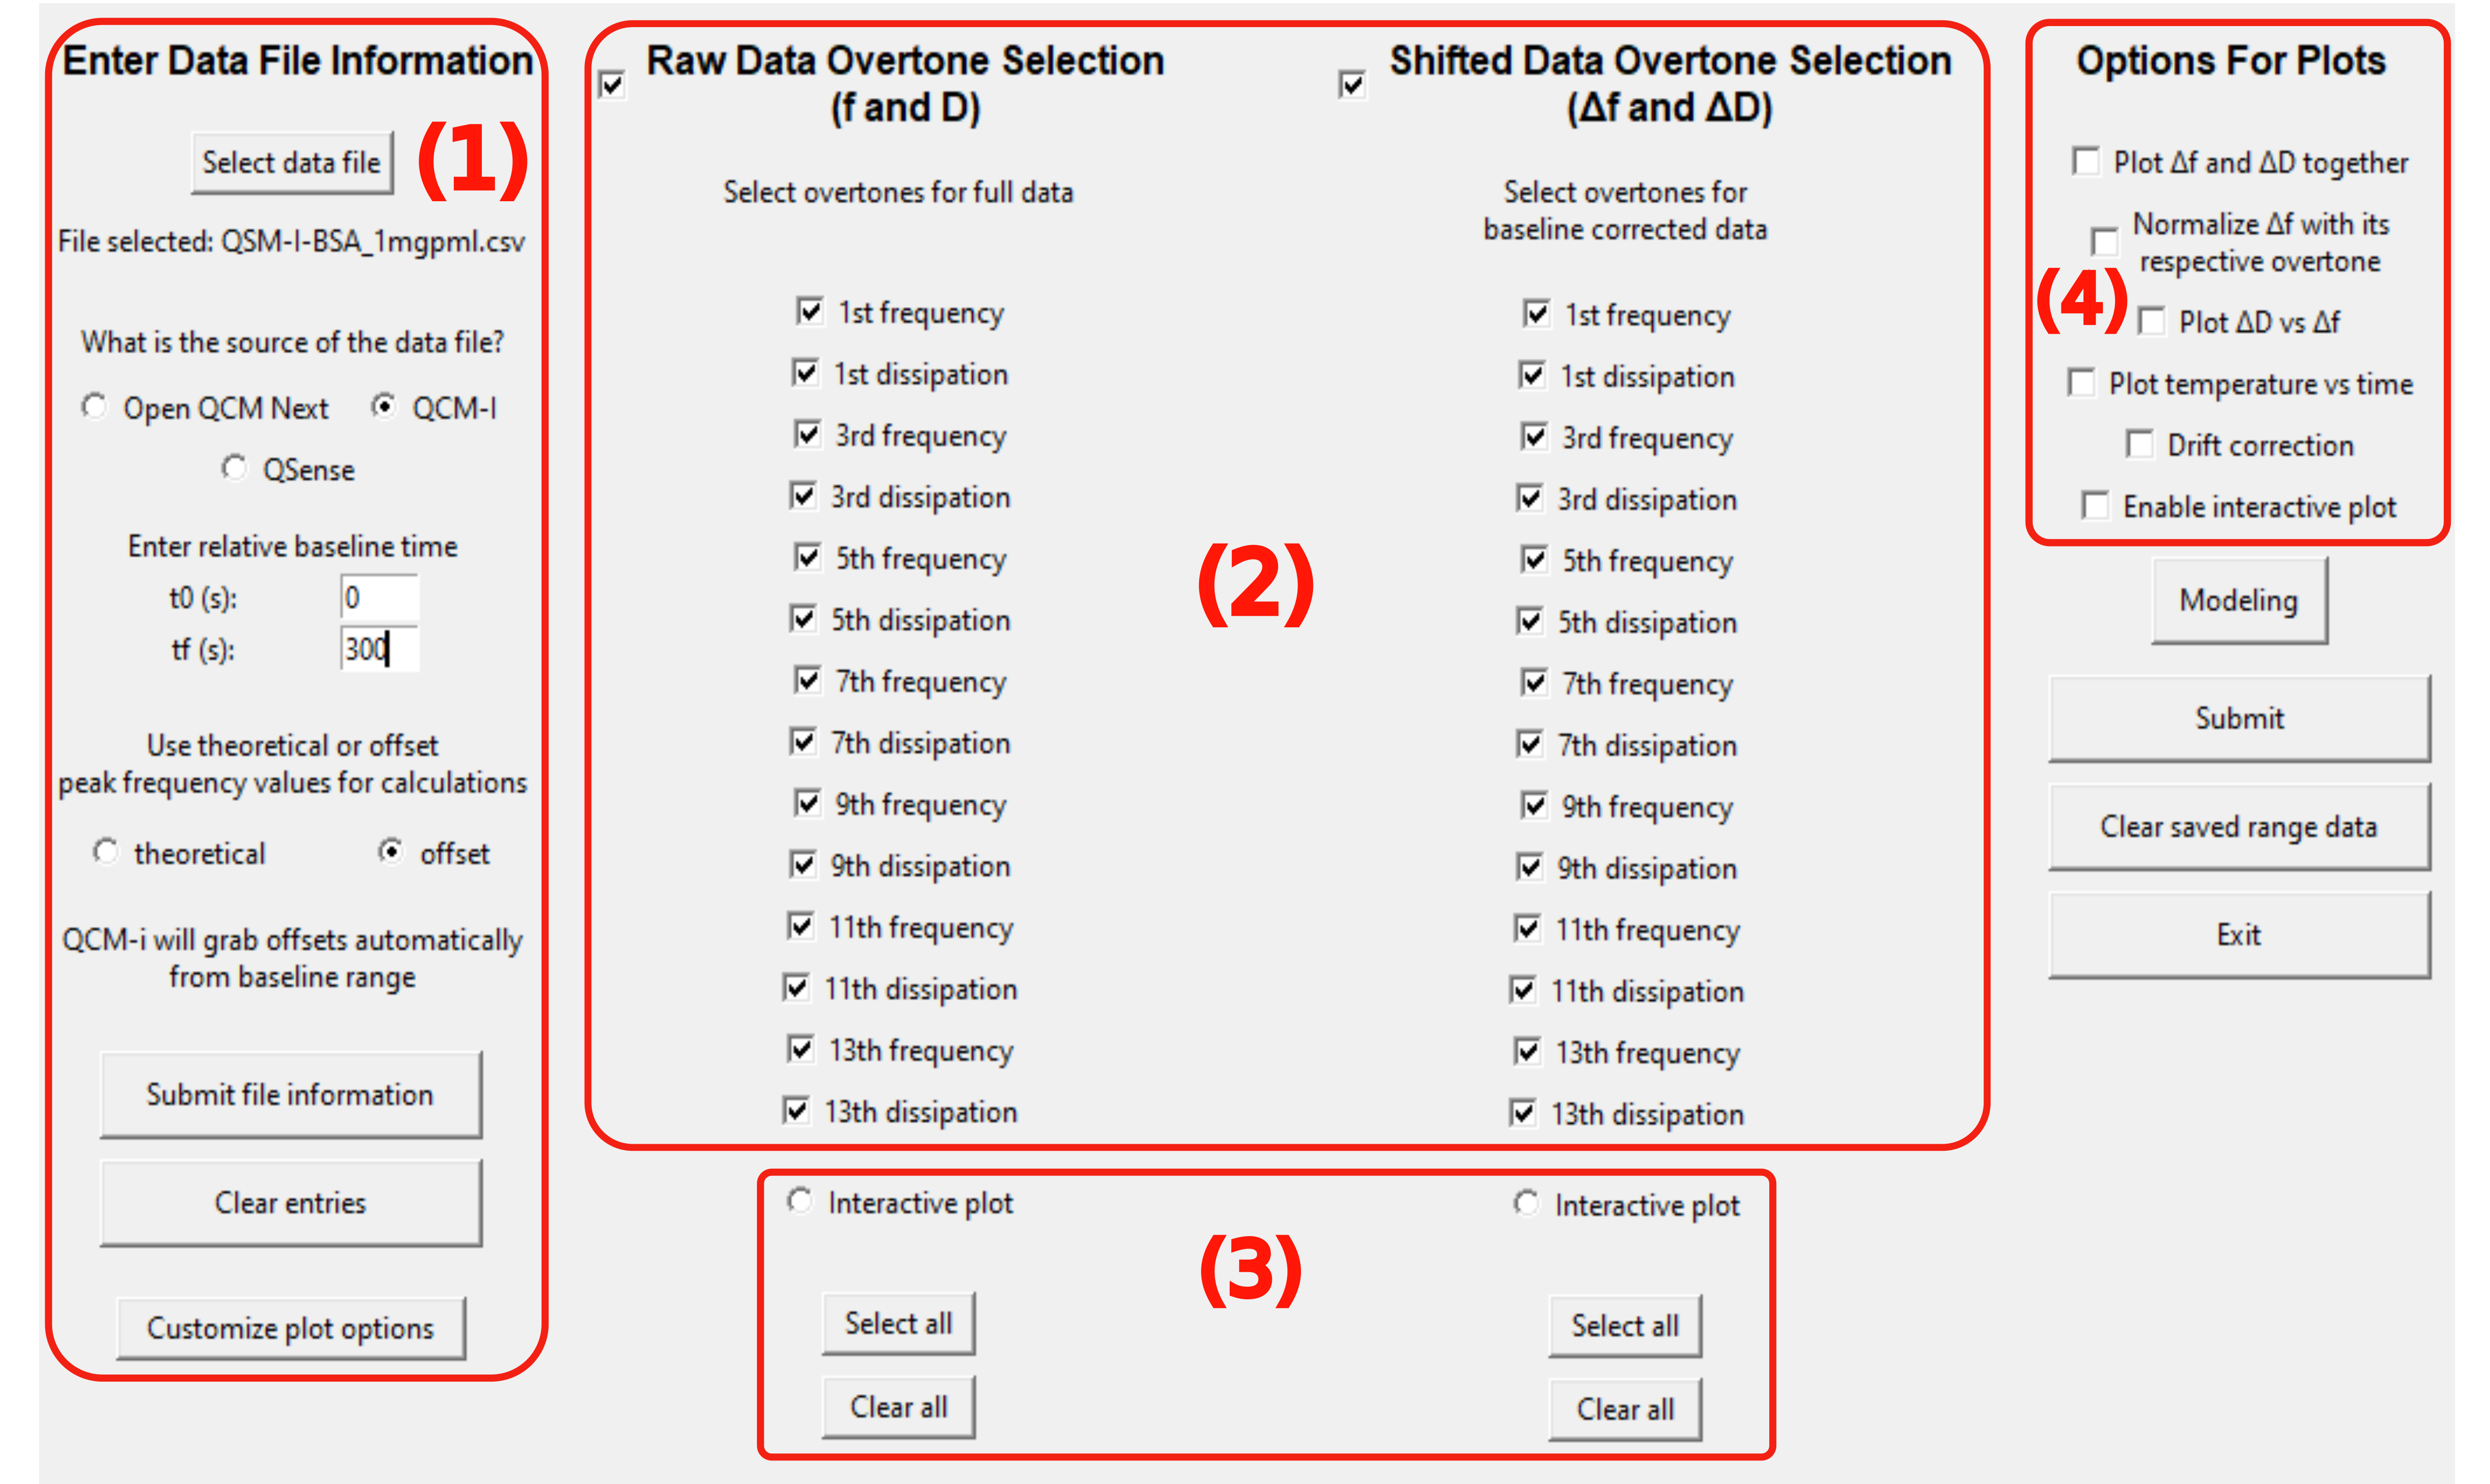 Enter Data File Information
Select data file
(1)
File selected: QSM-I-BSA_1mgpml.csv
What is the source of the data file?
Open QCM Next
QCM-I
QSense
Enter relative baseline time
t0 (s):
0
tf (s):
300
Use theoretical or offset
peak frequency values for calculations
theoretical
offset
QCM-i will grab offsets automatically
from baseline range
Submit file information
Clear entries
Customize plot options
Raw Data Overtone Selection
(f and D)
Select overtones for full data
1st frequency
1st dissipation
3rd frequency
3rd dissipation
5th frequency
5th dissipation
7th frequency
7th dissipation
9th frequency
9th dissipation
11th frequency
11th dissipation
13th frequency
13th dissipation
(2)
Shifted Data Overtone Selection
(Δf and ΔD)
Select overtones for
baseline corrected data
1st frequency
1st dissipation
3rd frequency
3rd dissipation
5th frequency
5th dissipation
7th frequency
7th dissipation
9th frequency
9th dissipation
11th frequency
11th dissipation
13th frequency
13th dissipation
Interactive plot
Select all
Clear all
(3)
Interactive plot
Select all
Clear all
Options For Plots
Plot Δf and ΔD together
Normalize Δf with its
respective overtone
(4)
Plot ΔD vs Δf
Plot temperature vs time
Drift correction
Enable interactive plot
Modeling
Submit
Clear saved range data
Exit